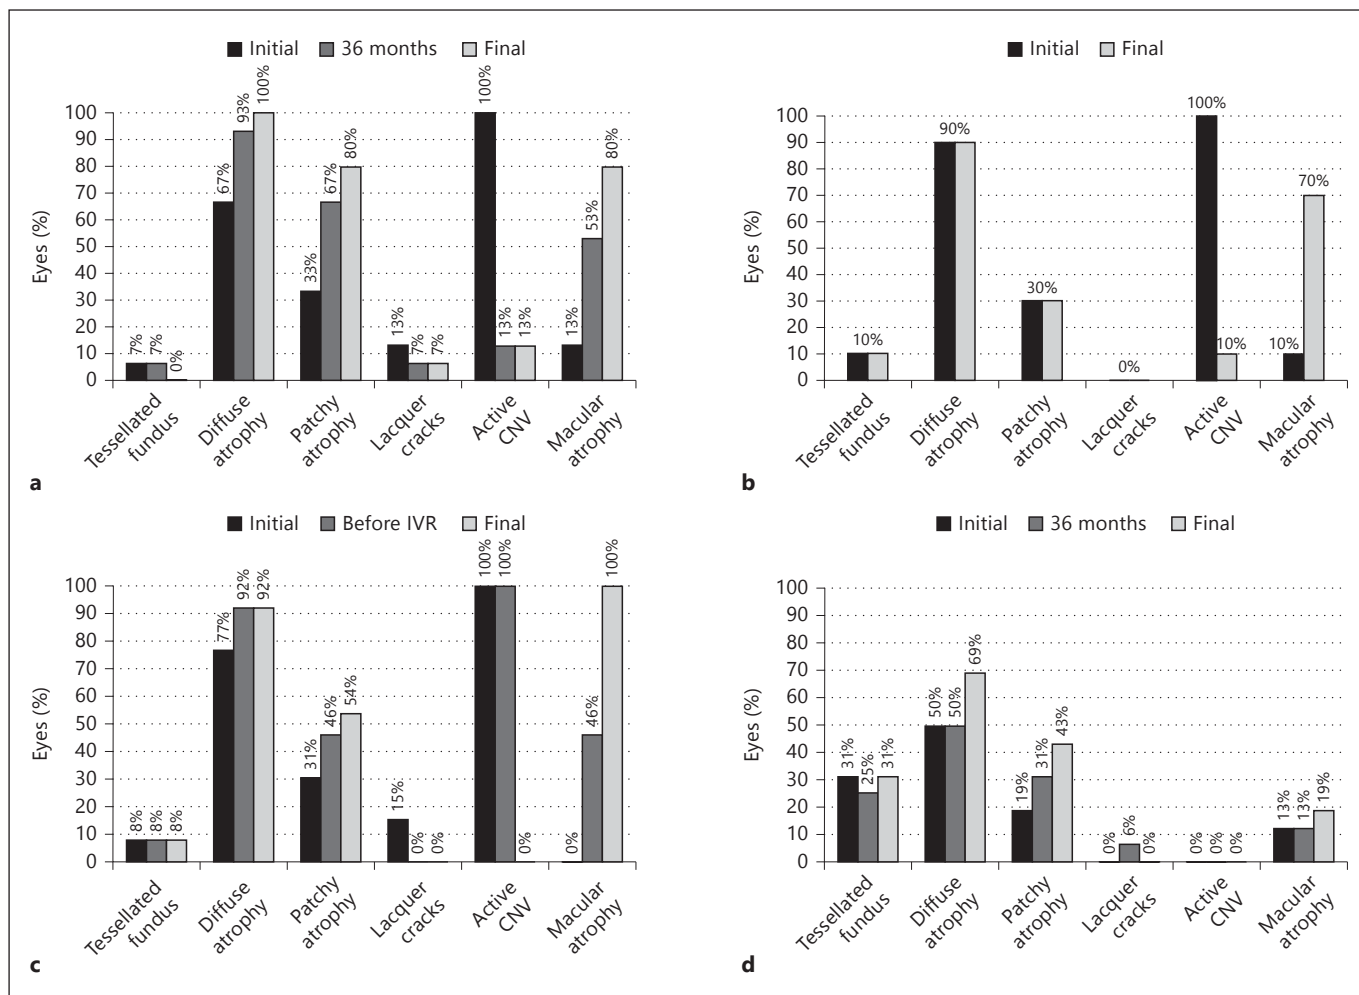 Initial 36 months Final
100
90
80
70
60
50
40
30
20
10
0
Eyes (%)
7% 7% 0%
67% 93% 100%
33% 67% 80%
13% 7% 7%
100% 13% 13%
13% 53% 80%
Tessellated
fundus
Diffuse
atrophy
Patchy
atrophy
Lacquer
cracks
Active
CNV
Macular
atrophy
a
Initial Final
100
90
80
70
60
50
40
30
20
10
0
Eyes (%)
10%
90%
30%
0%
100% 10%
10% 70%
Tessellated
fundus
Diffuse
atrophy
Patchy
atrophy
Lacquer
cracks
Active
CNV
Macular
atrophy
b
Initial Before IVR Final
100
90
80
70
60
50
40
30
20
10
0
Eyes (%)
8% 8% 8%
77% 92% 92%
31% 46% 54%
15% 0% 0%
100% 100% 0%
0% 46% 100%
Tessellated
fundus
Diffuse
atrophy
Patchy
atrophy
Lacquer
cracks
Active
CNV
Macular
atrophy
c
Initial 36 months Final
100
90
80
70
60
50
40
30
20
10
0
Eyes (%)
31% 25% 31%
50% 50% 69%
19% 31% 43%
0% 6% 0%
0% 0% 0%
13% 13% 19%
Tessellated
fundus
Diffuse
atrophy
Patchy
atrophy
Lacquer
cracks
Active
CNV
Macular
atrophy
d